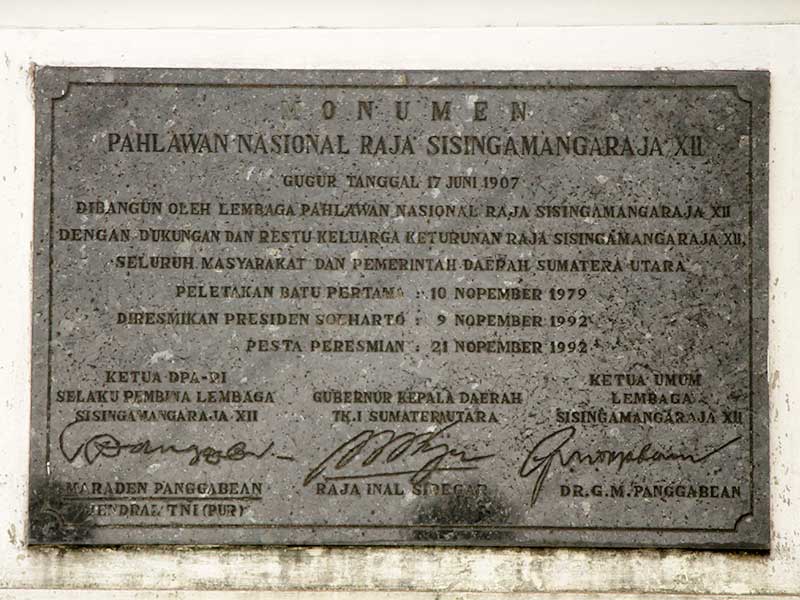 MONUMEN
PAHLAWAN NASIONAL RAJA SISINGAMANGARAJA XII
GUGUR TANGGAL 17 JUNI 1907
DIBANGUN OLEH LEMBAGA PAHLAWAN NASIONAL RAJA SISINGAMANGARAJA XII
DENGAN DUKUNGAN DAN RESTU KELUARGA KETURUNAN RAJA SISINGAMANGARAJA XII,
SELURUH MASYARAKAT DAN PEMERINTAH DAERAH SUMATERA UTARA
PELETAKAN BATU PERTAMA : 10 NOPEMBER 1979
DIRESMIKAN PRESIDEN SOEHARTO : 9 NOPEMBER 1992
PESTA PERESMIAN : 21 NOPEMBER 1992
KETUA DPA-RI
SELAKU PEMBINA LEMBAGA
SISINGAMANGARAJA XII
MARADEN PANGGABEAN
JENDRAL TNI (PUR)
GUBERNUR KEPALA DAERAH
TK.I SUMATERA UTARA
RAJA INAL SIREGAR
KETUA UMUM
LEMBAGA
SISINGAMANGARAJA XII
DR.G.M.PANGGABEAN